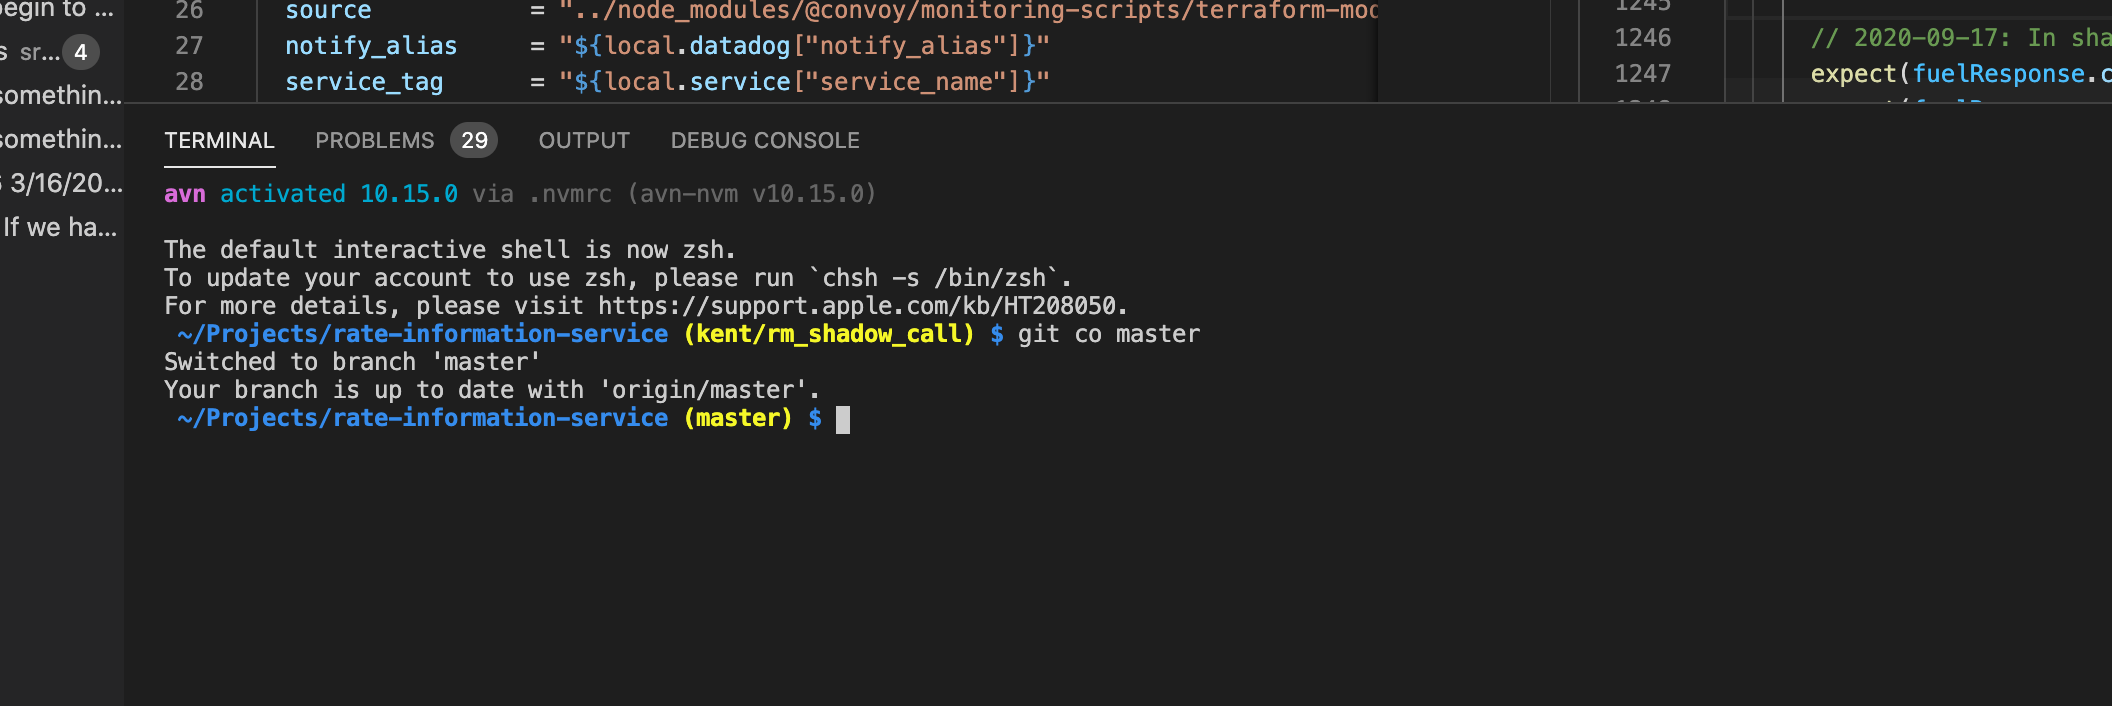 egin to ...
s sr... 4
somethin...
somethin...
3/16/20...
If we ha...
26 source = "../node_modules/@convoy/monitoring-scripts/terraform-mod
27 notify_alias = "${local.datadog["notify_alias"]}"
28 service_tag = "${local.service["service_name"]}"
1245
1246 // 2020-09-17: In sha
1247 expect(fuelResponse.c
TERMINAL PROBLEMS 29 OUTPUT DEBUG CONSOLE
avn activated 10.15.0 via .nvmrc (avn-nvm v10.15.0)
The default interactive shell is now zsh.
To update your account to use zsh, please run `chsh -s /bin/zsh`.
For more details, please visit https://support.apple.com/kb/HT208050.
~/Projects/rate-information-service (kent/rm_shadow_call) $ git co master
Switched to branch 'master'
Your branch is up to date with 'origin/master'.
~/Projects/rate-information-service (master) $